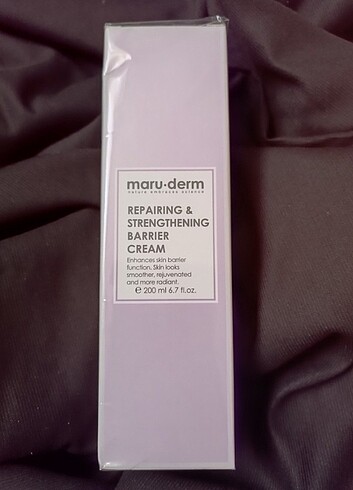 maru·derm
nature embraces science
REPAIRING &
STRENGTHENING
BARRIER
CREAM
Enhances skin barrier
function. Skin looks
smoother, rejuvenated
and more radiant.
℮ 200 ml 6.7 fl.oz.